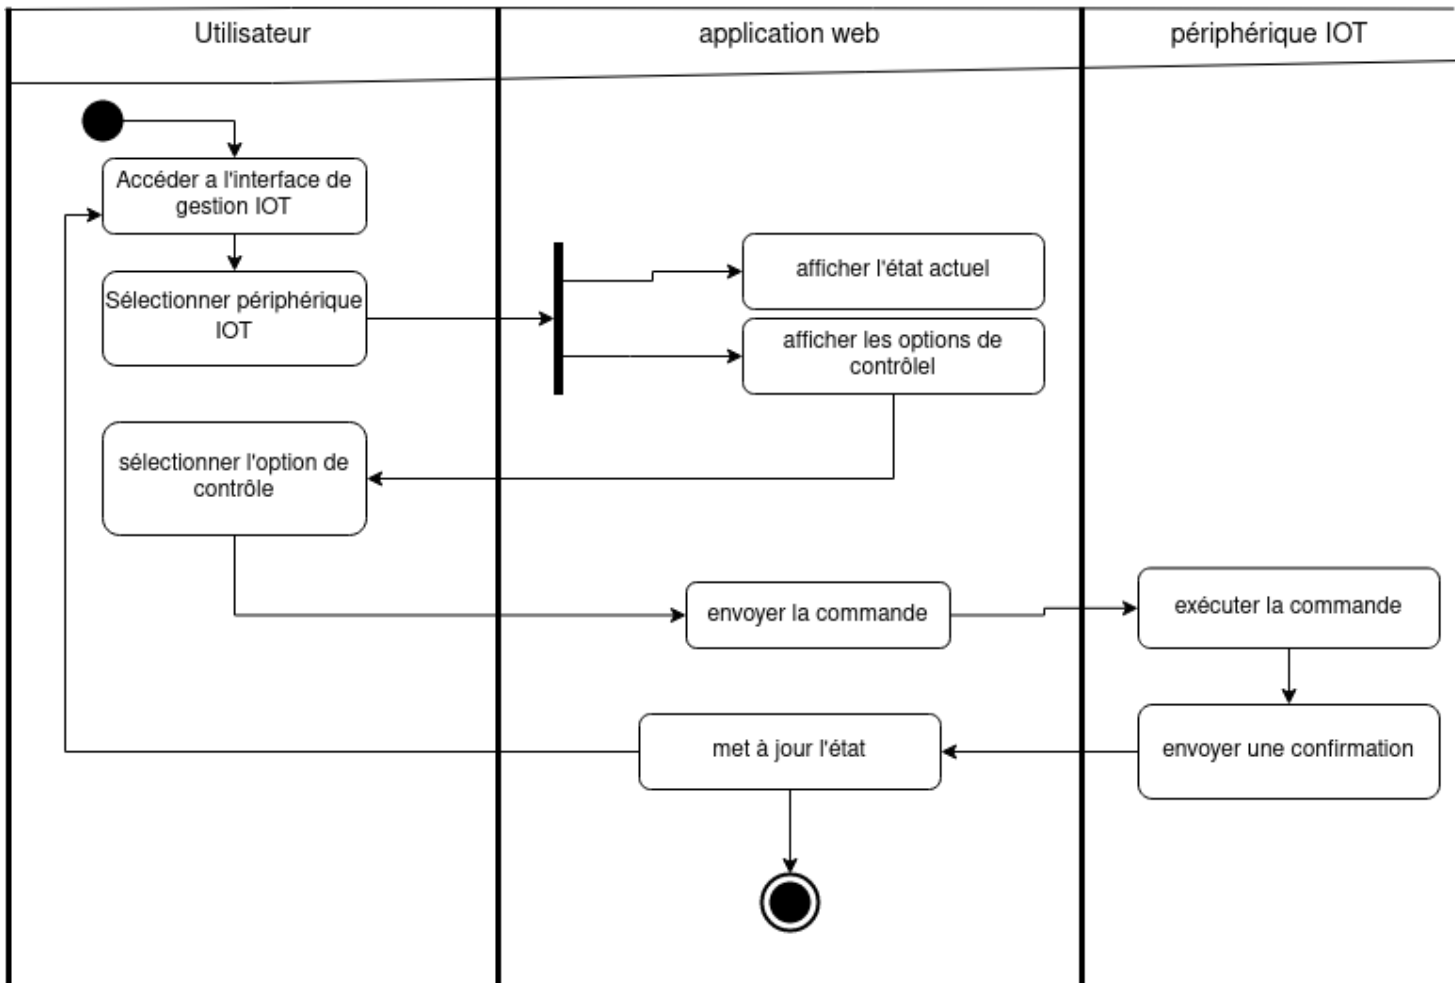 Utilisateur
application web
périphérique IOT
Accéder a l'interface de
gestion IOT
Sélectionner périphérique
IOT
afficher l'état actuel
afficher les options de
contrôlel
sélectionner l'option de
contrôle
envoyer la commande
exécuter la commande
met à jour l'état
envoyer une confirmation